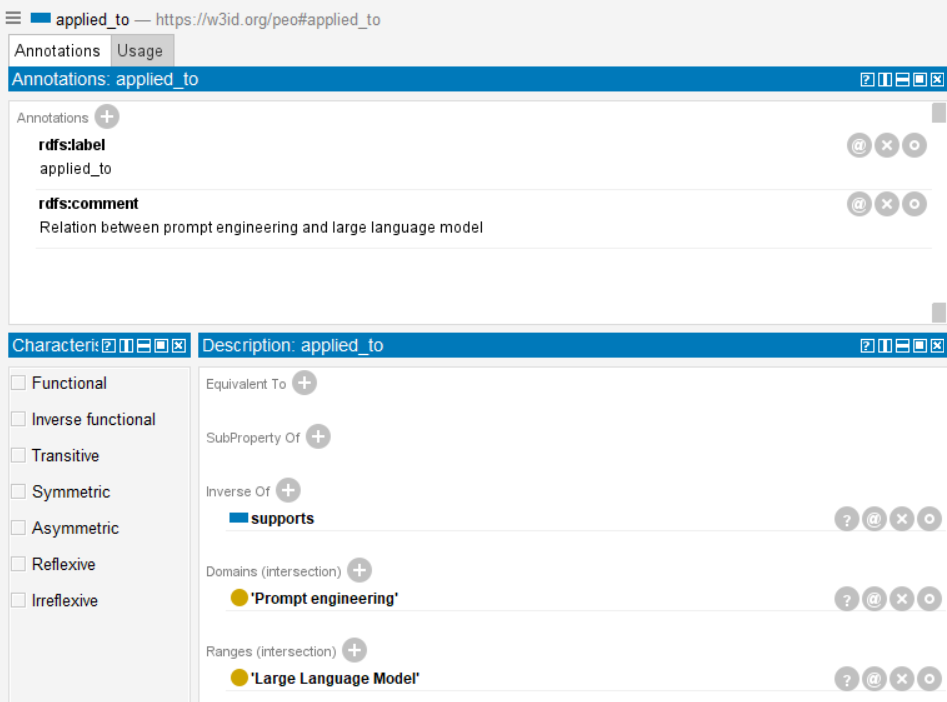 applied_to — https://w3id.org/peo#applied_to
Annotations Usage
Annotations: applied_to
Annotations
rdfs:label
applied_to
rdfs:comment
Relation between prompt engineering and large language model
Characteris
Functional
Inverse functional
Transitive
Symmetric
Asymmetric
Reflexive
Irreflexive
Description: applied_to
Equivalent To
SubProperty Of
Inverse Of
supports
Domains (intersection)
'Prompt engineering'
Ranges (intersection)
'Large Language Model'